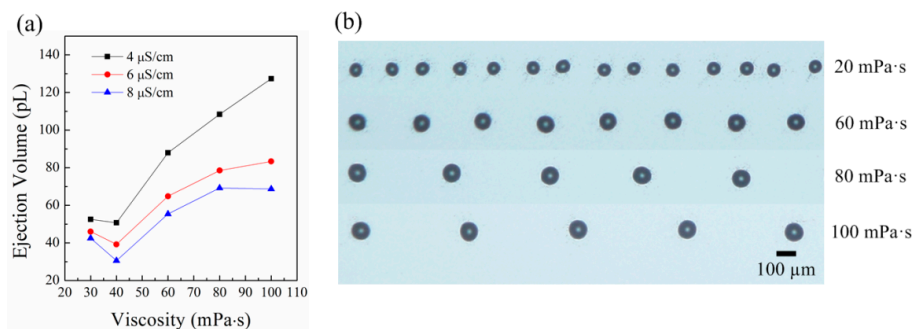 (a)
140
120
100
80
60
40
20
20 30 40 50 60 70 80 90 100 110
Ejection Volume (pL)
Viscosity (mPa·s)
4 μS/cm
6 μS/cm
8 μS/cm
(b)
20 mPa·s
60 mPa·s
80 mPa·s
100 mPa·s
100 μm